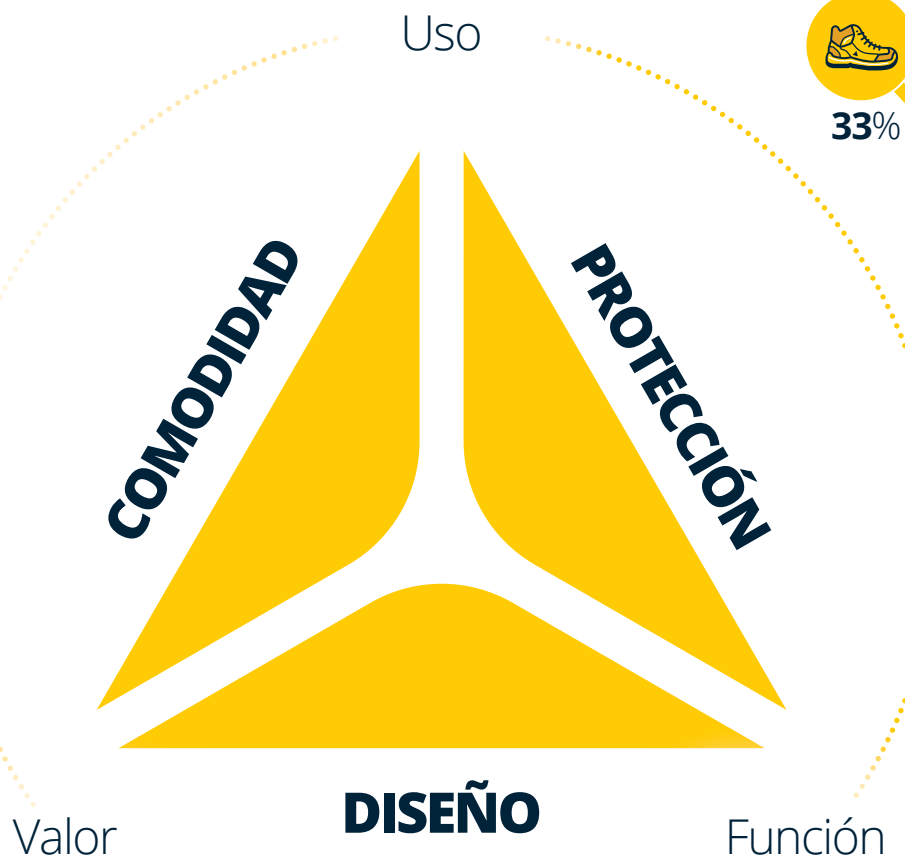 Uso
33%
COMODIDAD
PROTECCIÓN
DISEÑO
Valor
Función